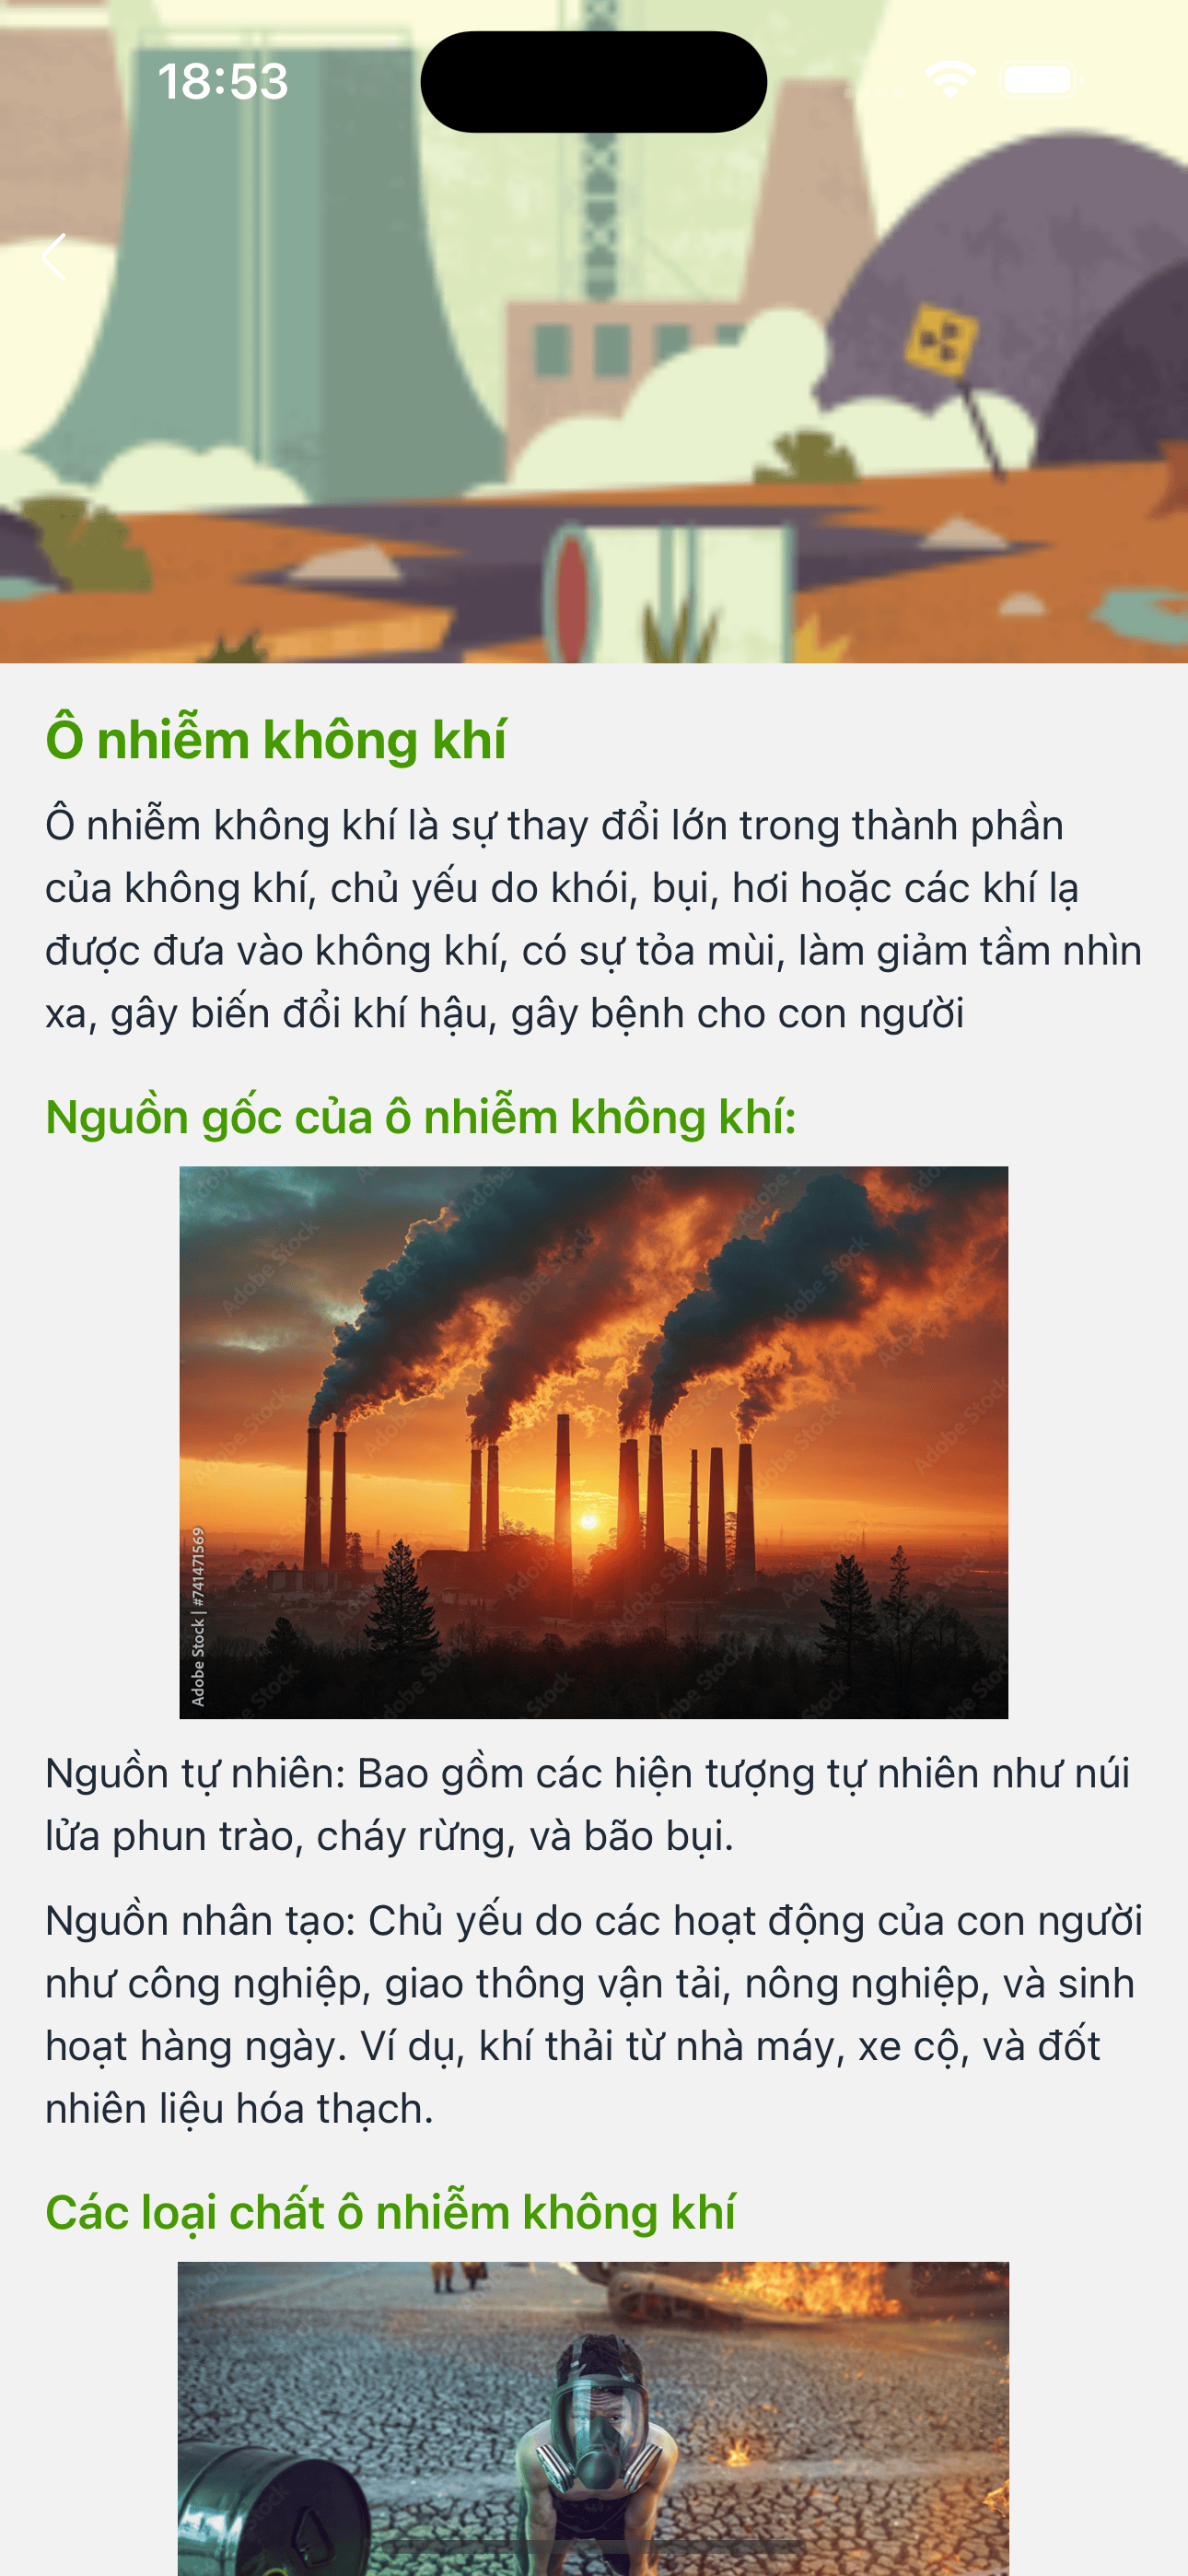 18:53
Ô nhiễm không khí
Ô nhiễm không khí là sự thay đổi lớn trong thành phần
của không khí, chủ yếu do khói, bụi, hơi hoặc các khí lạ
được đưa vào không khí, có sự tỏa mùi, làm giảm tầm nhìn
xa, gây biến đổi khí hậu, gây bệnh cho con người
Nguồn gốc của ô nhiễm không khí:
Adobe Stock | #741471569
Nguồn tự nhiên: Bao gồm các hiện tượng tự nhiên như núi
lửa phun trào, cháy rừng, và bão bụi.
Nguồn nhân tạo: Chủ yếu do các hoạt động của con người
như công nghiệp, giao thông vận tải, nông nghiệp, và sinh
hoạt hàng ngày. Ví dụ, khí thải từ nhà máy, xe cộ, và đốt
nhiên liệu hóa thạch.
Các loại chất ô nhiễm không khí